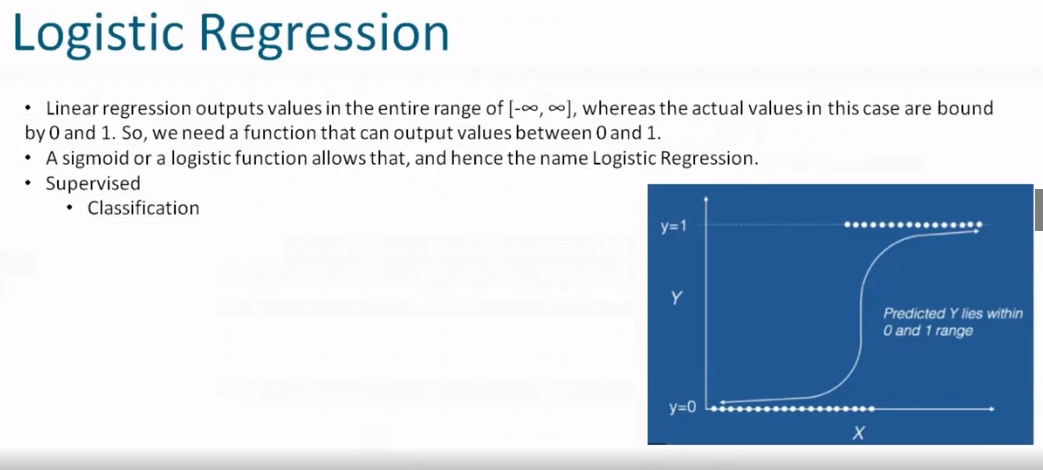 Logistic Regression
• Linear regression outputs values in the entire range of [-∞, ∞], whereas the actual values in this case are bound
by 0 and 1. So, we need a function that can output values between 0 and 1.
• A sigmoid or a logistic function allows that, and hence the name Logistic Regression.
• Supervised
• Classification
y=1
Y
Predicted Y lies within
0 and 1 range
y=0
X